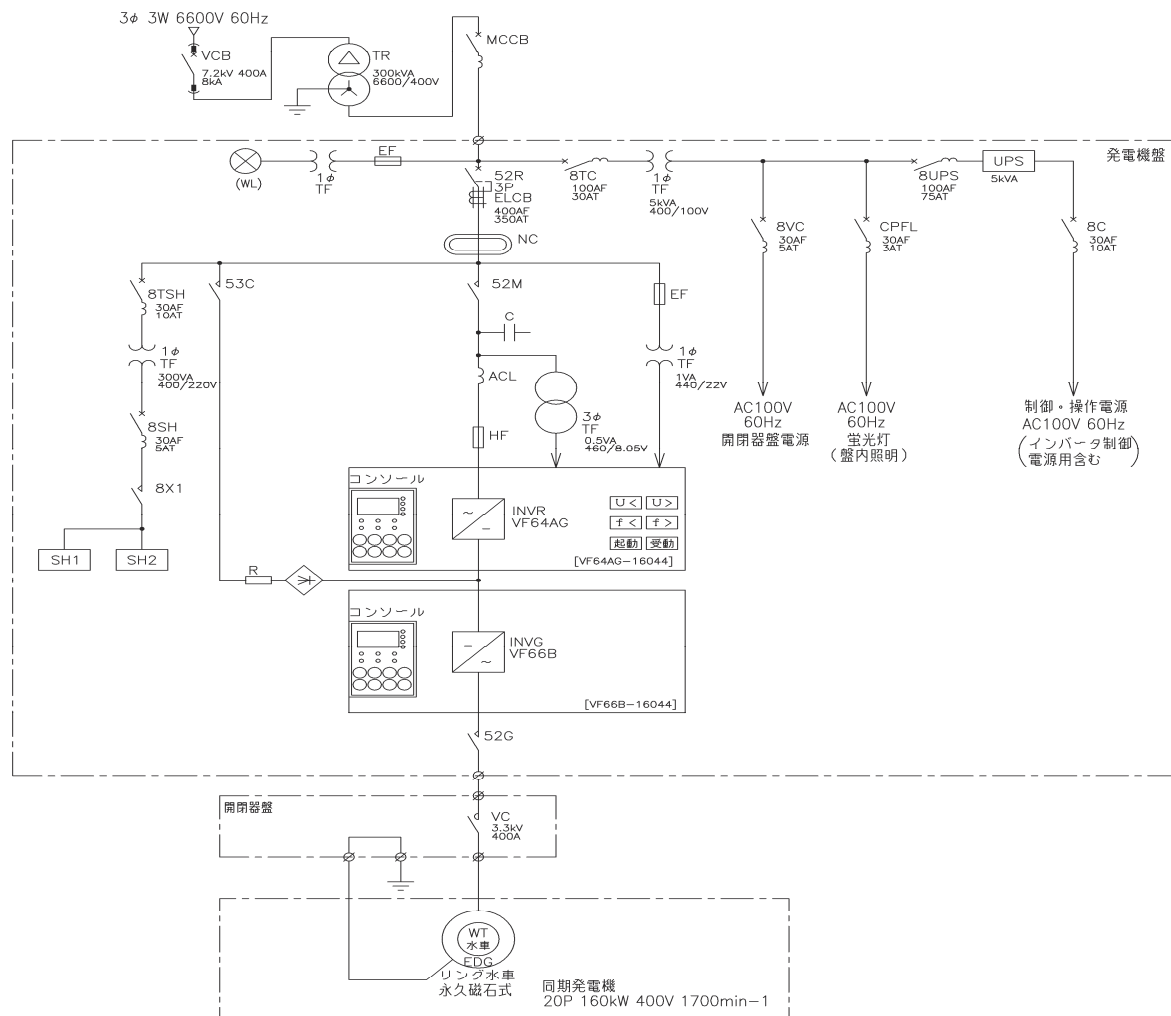 3φ 3W 6600V 60Hz
VCB
7.2kV 400A
8kA
TR
300kVA
6600/400V
MCCB
発電機盤
(WL)
1φ
TF
EF
52R
3P
ELCB
400AF
350AT
8TC
100AF
30AT
1φ
TF
5kVA
400/100V
8UPS
100AF
75AT
UPS
5kVA
8VC
30AF
5AT
CPFL
30AF
3AT
8C
30AF
10AT
NC
8TSH
30AF
10AT
53C
52M
EF
C
1φ
TF
300VA
400/220V
ACL
3φ
TF
0.5VA
460/8.05V
1φ
TF
1VA
440/22V
HF
8SH
30AF
5AT
8X1
SH1
SH2
AC100V
60Hz
開閉器盤電源
AC100V
60Hz
蛍光灯
(盤内照明)
制御・操作電源
AC100V 60Hz
(インバータ制御
電源用含む)
コンソール
INVR
VF64AG
U< U>
f< f>
起動 受動
[VF64AG-16044]
R
コンソール
INVG
VF66B
[VF66B-16044]
52G
開閉器盤
VC
3.3kV
400A
WT
水車
EDG
リング水車
永久磁石式
同期発電機
20P 160kW 400V 1700min-1